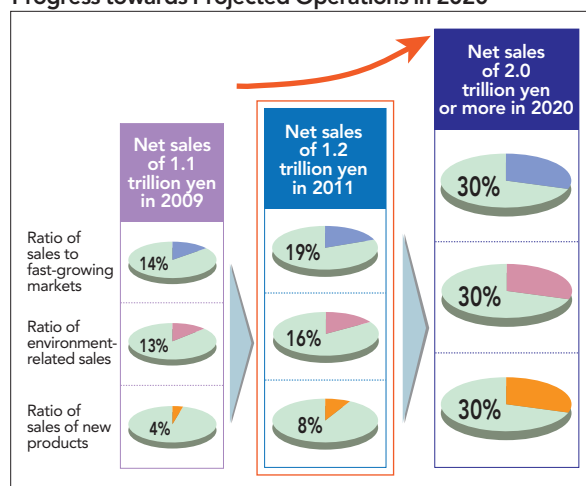 Progress towards Projected Operations in 2020
Net sales
of 2.0
trillion yen
or more in 2020
Net sales
of 1.2
trillion yen
in 2011
Net sales
of 1.1
trillion yen
in 2009
Ratio of
sales to
fast-growing
markets
14%
19%
30%
Ratio of
environment-
related sales
13%
16%
30%
Ratio of
sales of new
products
4%
8%
30%